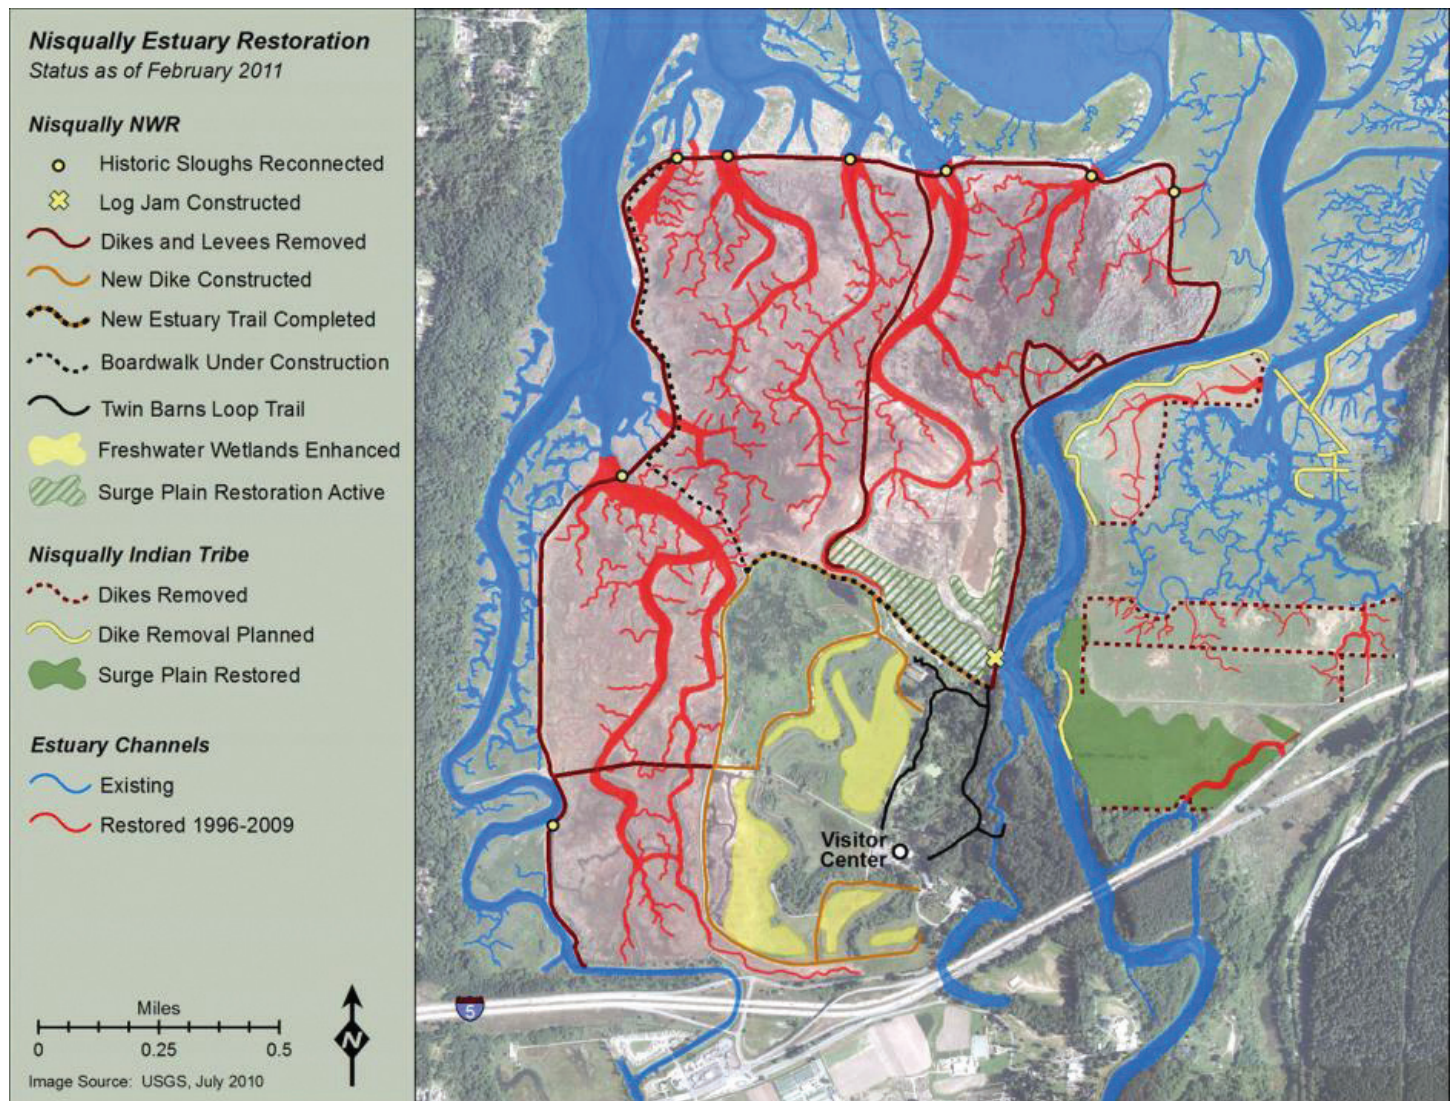 Nisqually Estuary Restoration
Status as of February 2011
Nisqually NWR
Historic Sloughs Reconnected
Log Jam Constructed
Dikes and Levees Removed
New Dike Constructed
New Estuary Trail Completed
Boardwalk Under Construction
Twin Barns Loop Trail
Freshwater Wetlands Enhanced
Surge Plain Restoration Active
Nisqually Indian Tribe
Dikes Removed
Dike Removal Planned
Surge Plain Restored
Estuary Channels
Existing
Restored 1996-2009
Miles
0 0.25 0.5
N
Image Source: USGS, July 2010
Visitor
Center
5